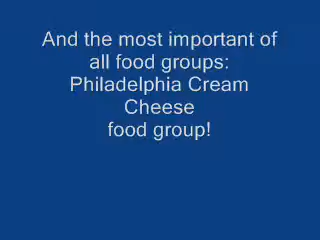 And the most important of
all food groups:
Philadelphia Cream
Cheese
food group!